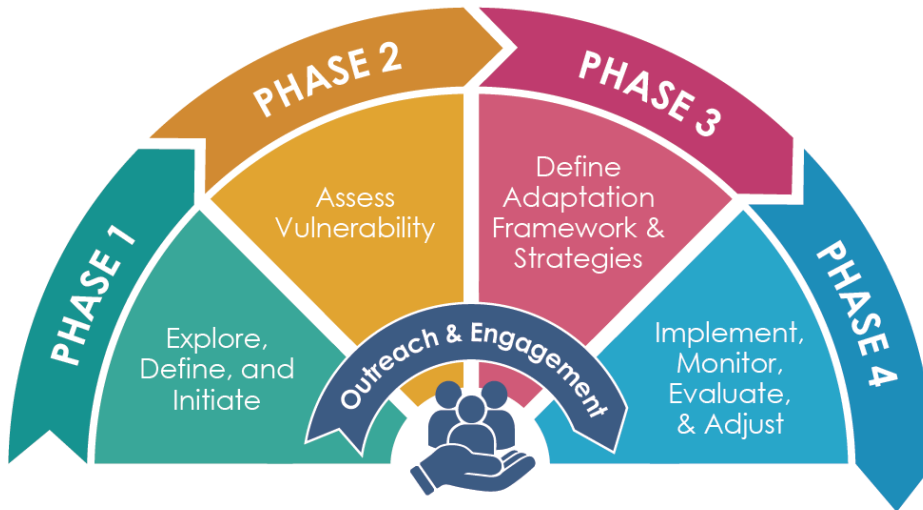 PHASE 1
Explore,
Define, and
Initiate
PHASE 2
Assess
Vulnerability
PHASE 3
Define
Adaptation
Framework &
Strategies
PHASE 4
Implement,
Monitor,
Evaluate,
& Adjust
Outreach & Engagement